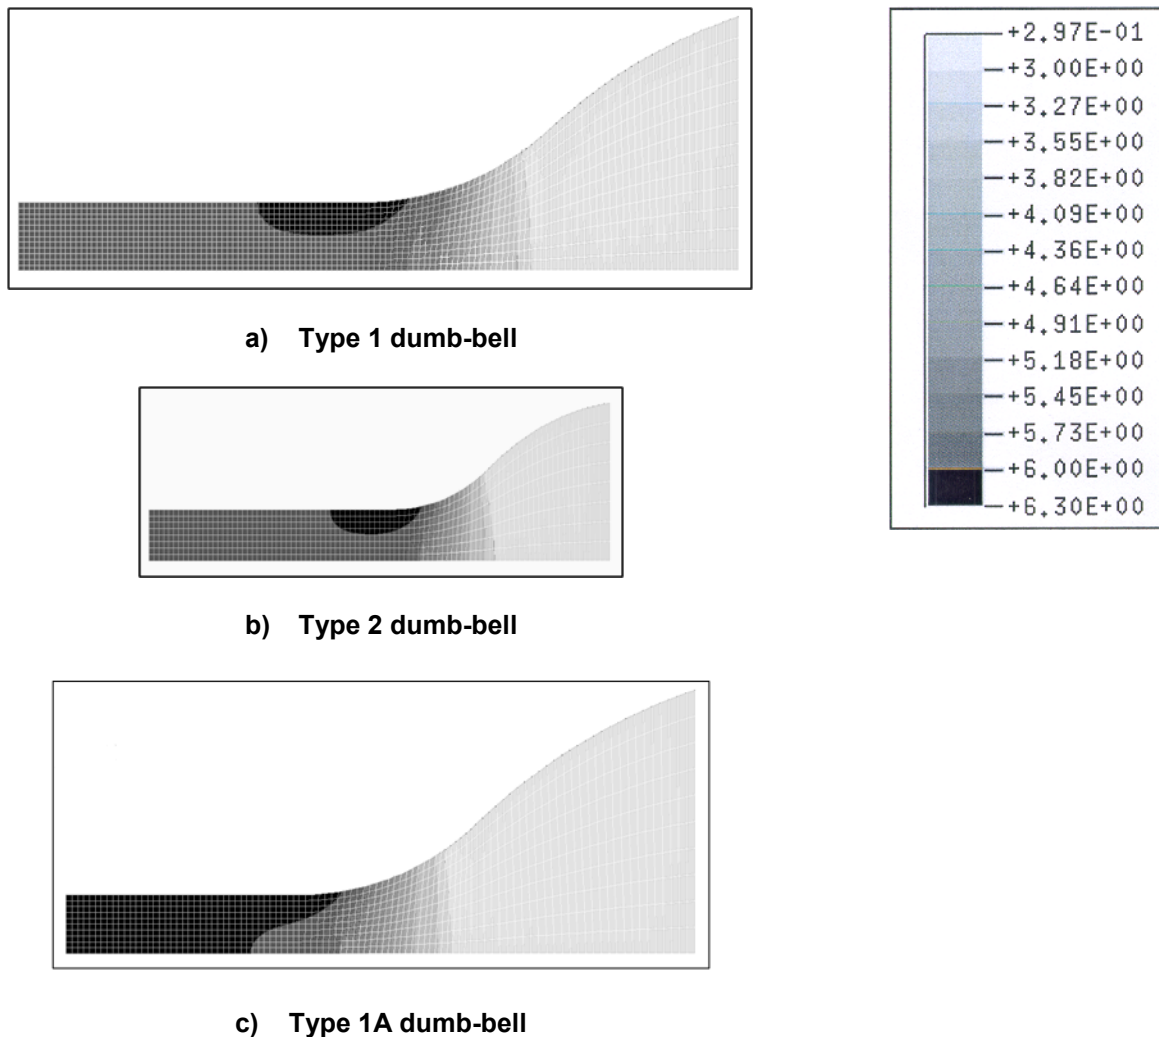 +2.97E-01
+3.00E+00
+3.27E+00
+3.55E+00
+3.82E+00
+4.09E+00
+4.36E+00
+4.64E+00
+4.91E+00
+5.18E+00
+5.45E+00
+5.73E+00
+6.00E+00
+6.30E+00
a) Type 1 dumb-bell
b) Type 2 dumb-bell
c) Type 1A dumb-bell